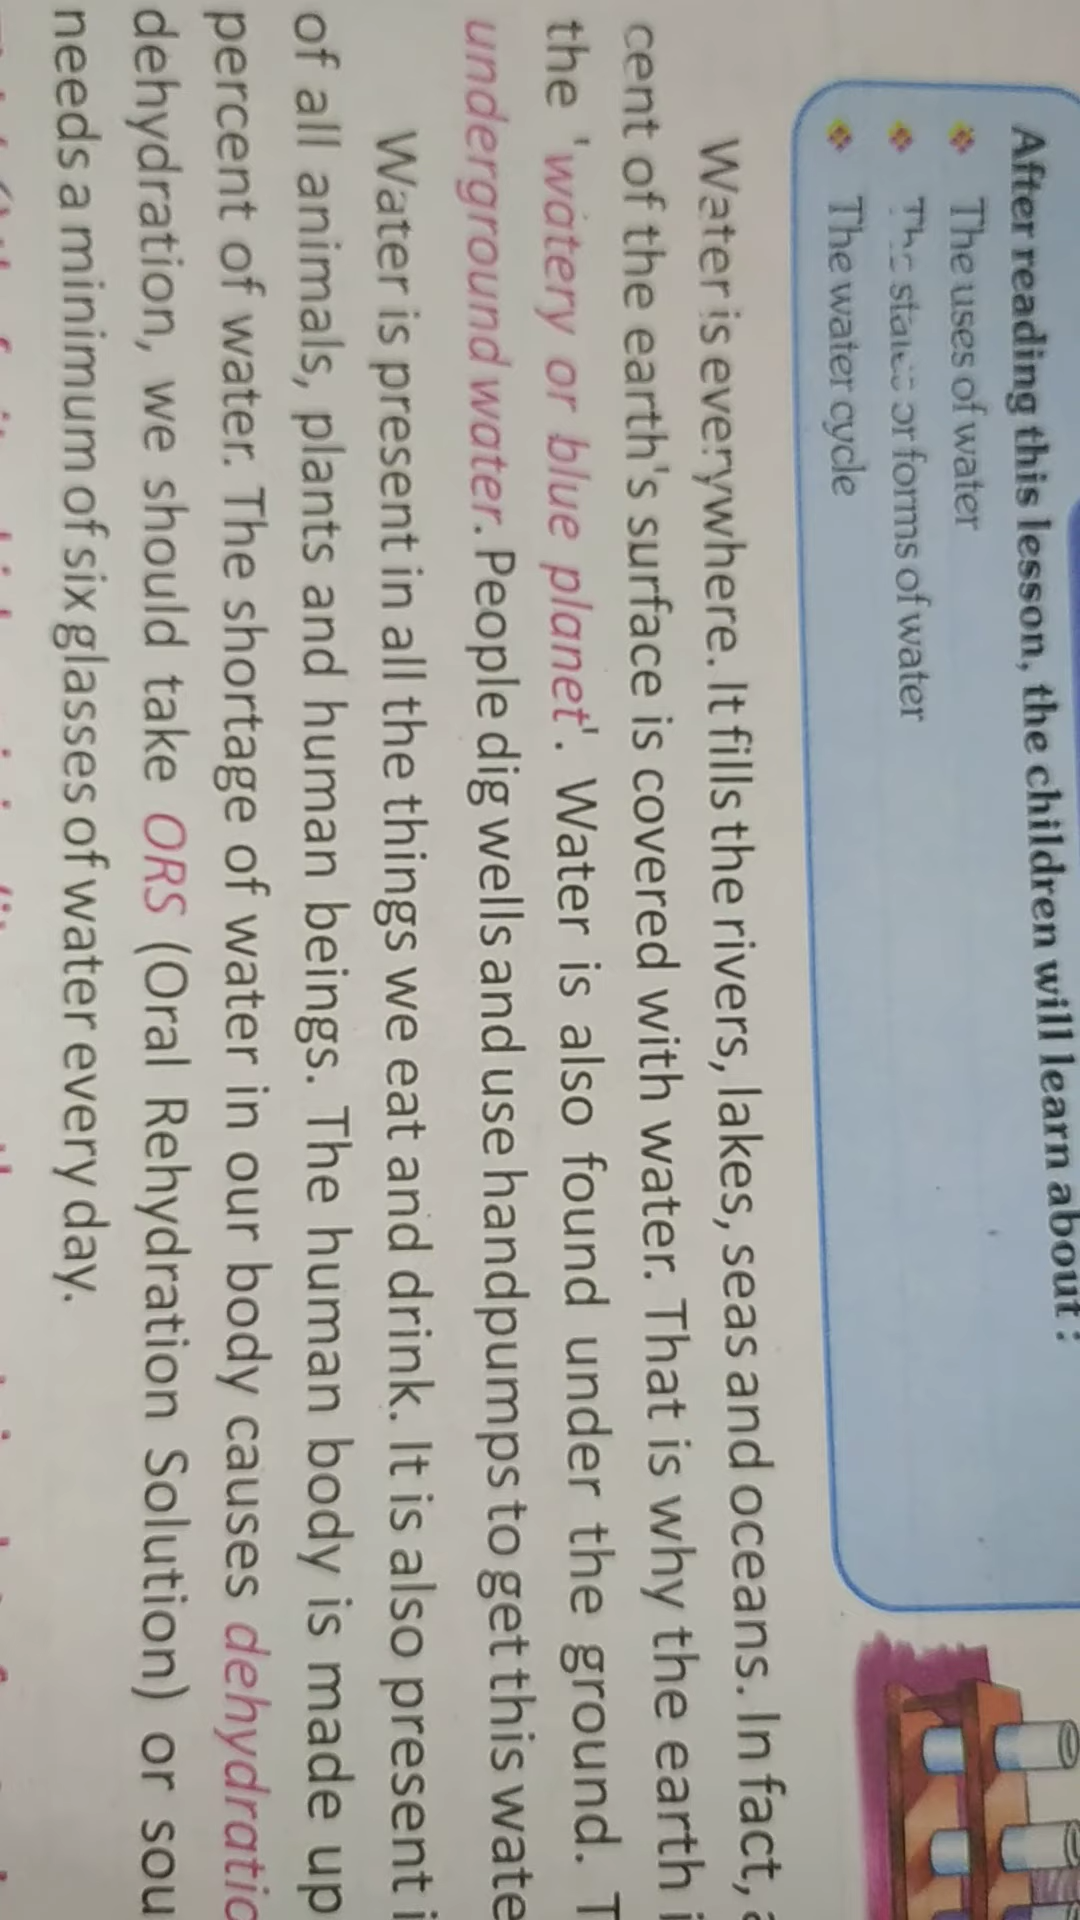 After reading this lesson, the children will learn about :
The uses of water
The states or forms of water
The water cycle
Water is everywhere. It fills the rivers, lakes, seas and oceans. In fact,
cent of the earth's surface is covered with water. That is why the earth
the 'watery or blue planet'. Water is also found under the ground.
underground water. People dig wells and use handpumps to get this
Water is present in all the things we eat and drink. It is also present
of all animals, plants and human beings. The human body is made up
percent of water. The shortage of water in our body causes
dehydration, we should take ORS (Oral Rehydration Solution) or
needs a minimum of six glasses of water every day.